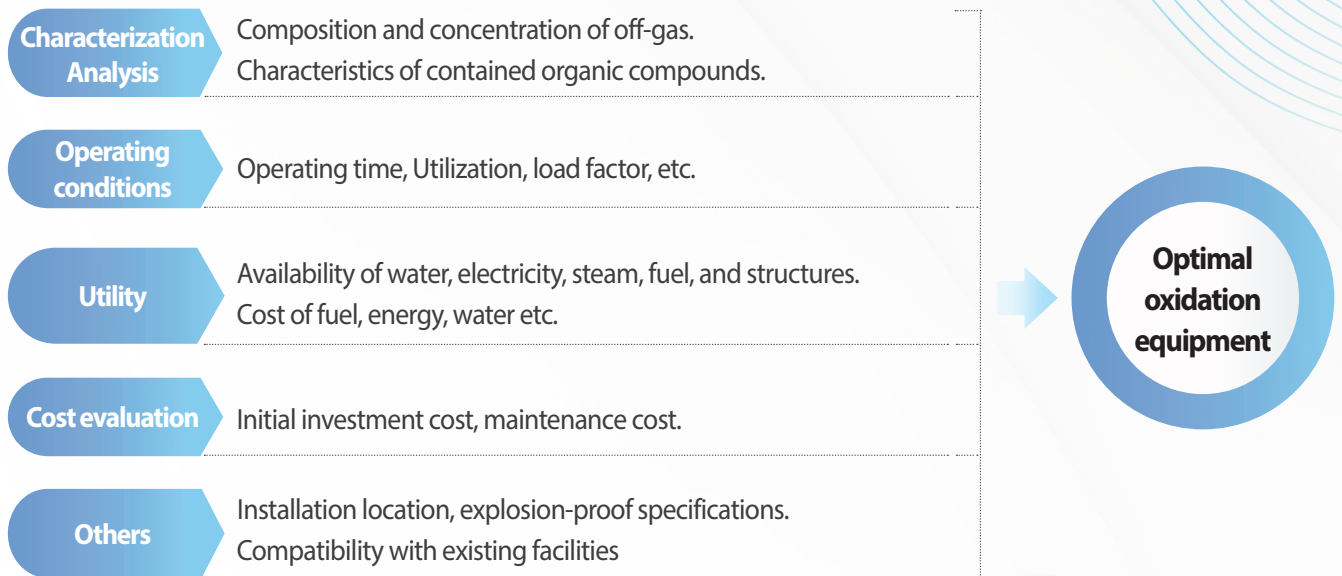 Characterization
Analysis
Composition and concentration of off-gas.
Characteristics of contained organic compounds.
Operating
conditions
Operating time, Utilization, load factor, etc.
Utility
Availability of water, electricity, steam, fuel, and structures.
Cost of fuel, energy, water etc.
Cost evaluation
Initial investment cost, maintenance cost.
Others
Installation location, explosion-proof specifications.
Compatibility with existing facilities
Optimal
oxidation
equipment